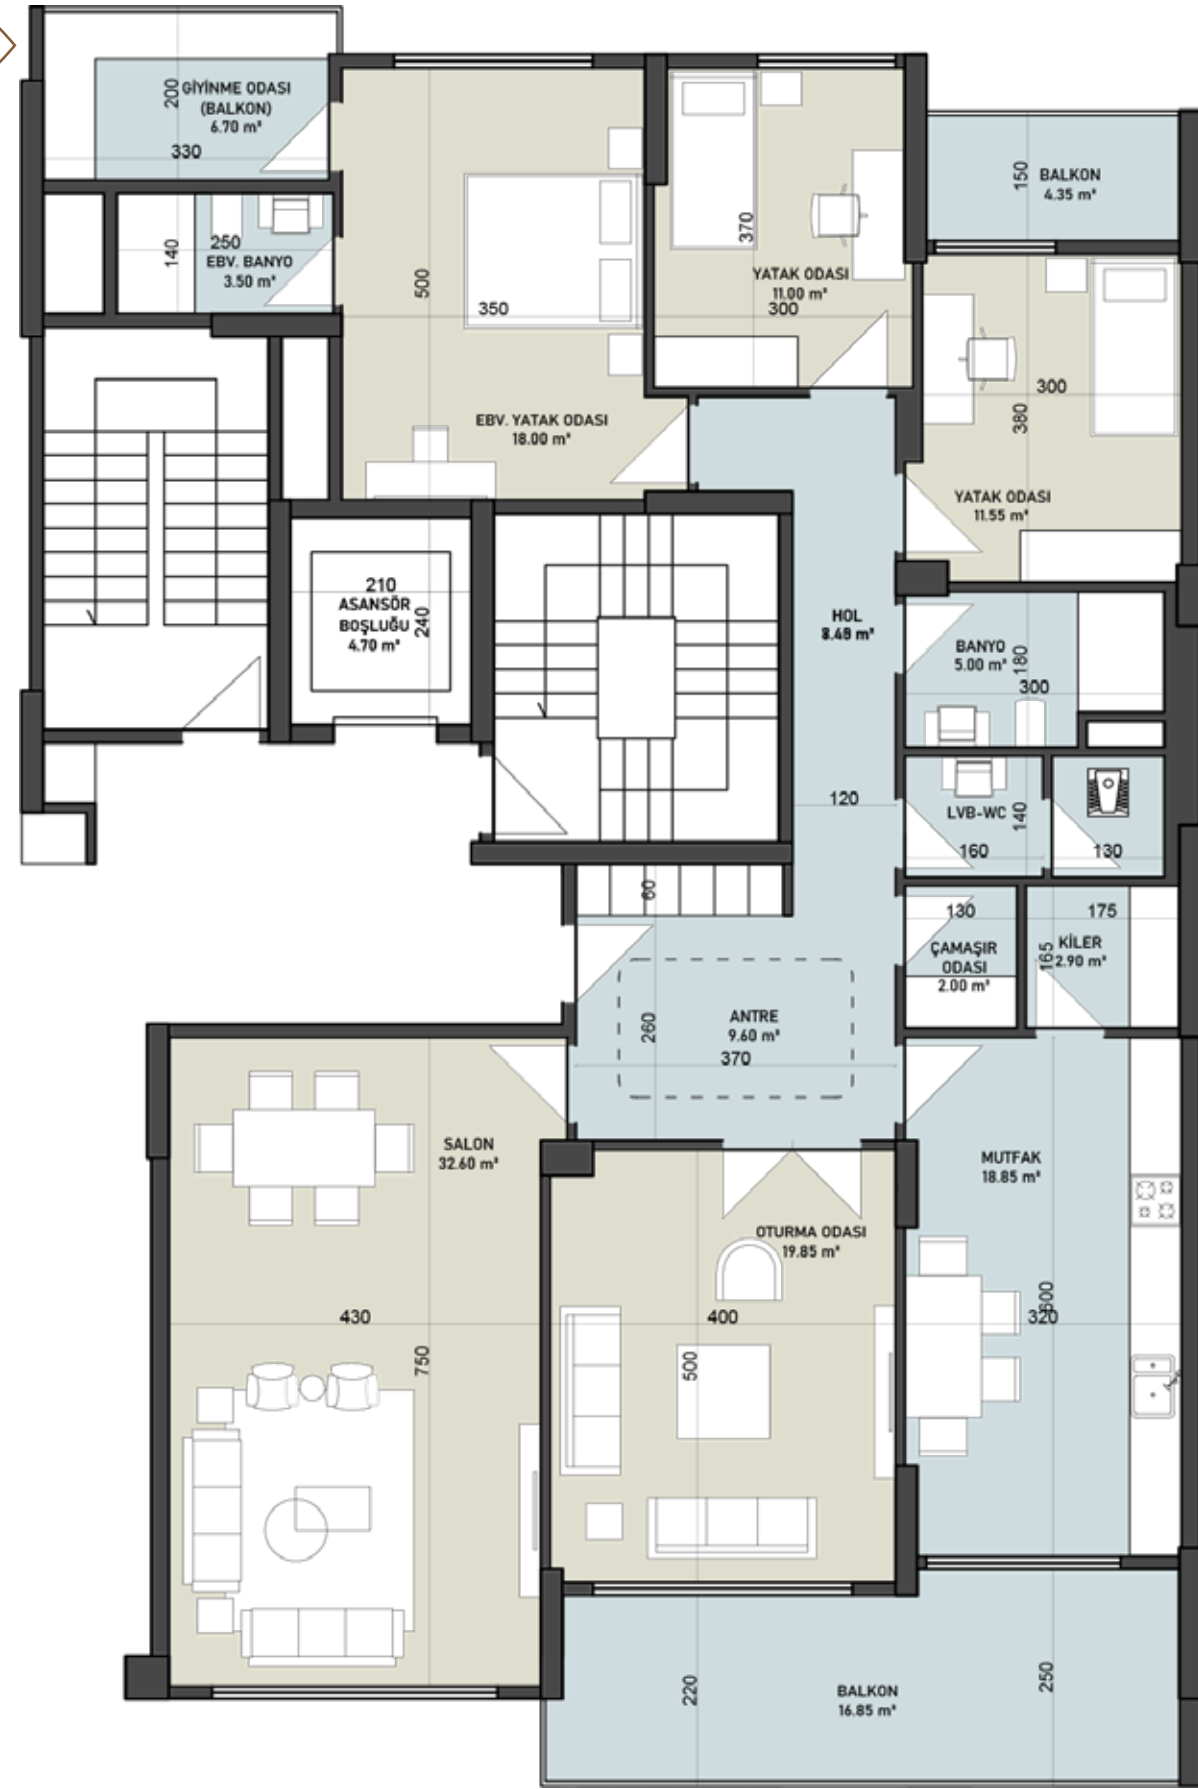 200
GİYİNME ODASI
(BALKON)
6.70 m²
330
150
BALKON
4.35 m²
140
250
EBV. BANYO
3.50 m²
500
350
EBV. YATAK ODASI
18.00 m²
370
YATAK ODASI
11.00 m²
300
300
380
YATAK ODASI
11.55 m²
210
ASANSÖR
BOŞLUĞU
4.70 m²
240
HOL
8.48 m²
BANYO
5.00 m²
180
300
120
LVB-WC
140
160
130
60
130
ÇAMAŞIR
ODASI
2.00 m²
175
165
KİLER
2.90 m²
ANTRE
9.60 m²
260
370
SALON
32.60 m²
430
750
OTURMA ODASI
19.85 m²
400
500
MUTFAK
18.85 m²
600
320
220
BALKON
16.85 m²
250